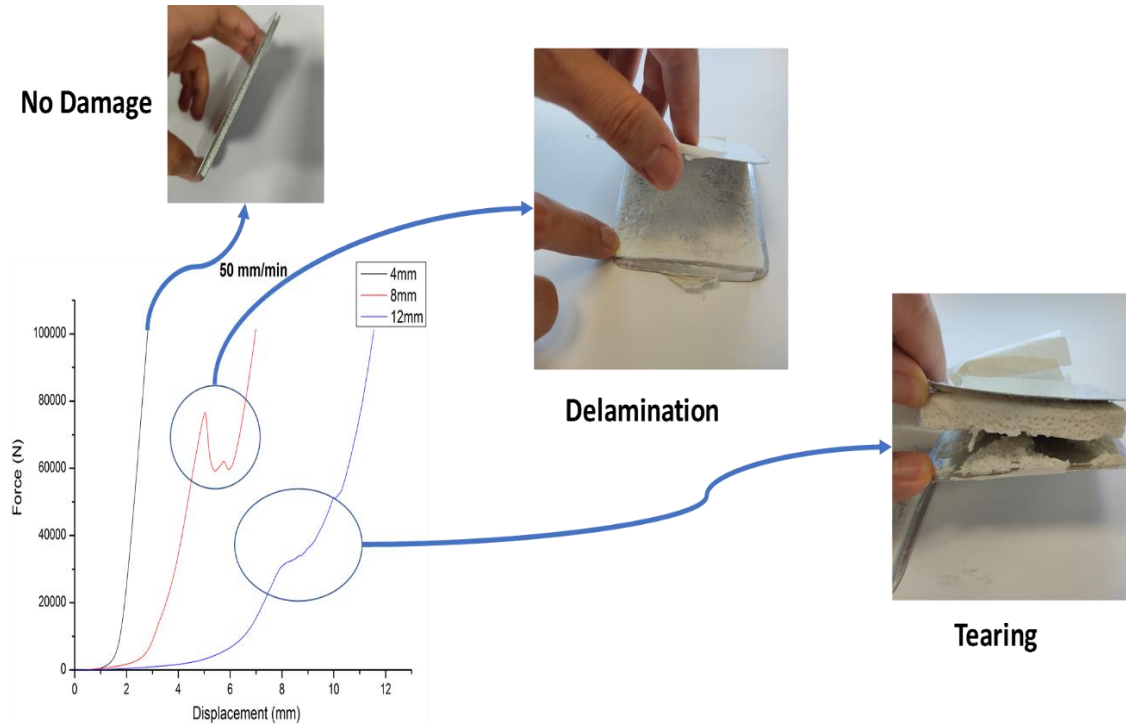 No Damage
Delamination
Tearing
50 mm/min
4mm
8mm
12mm
100000
80000
60000
40000
20000
0
Force (N)
0
2
4
6
8
10
12
Displacement (mm)